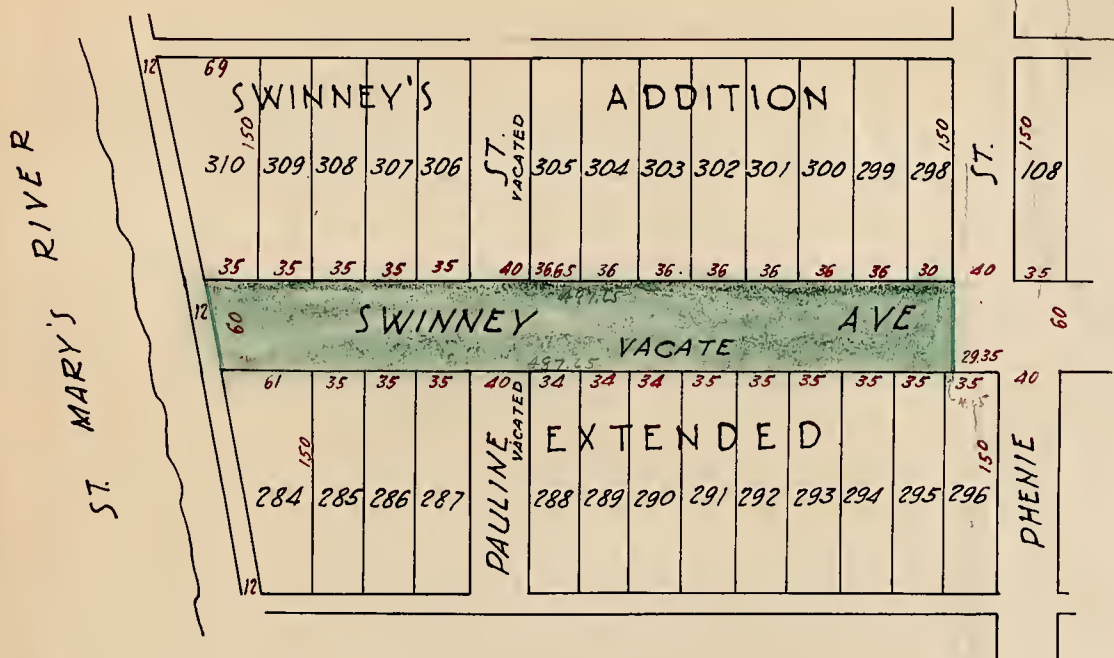 12
69
SWINNEY'S ADDITION
150 150 150
310 309 308 307 306 ST. VACATED 305 304 303 302 301 300 299 298 ST. 108
ST. MARY'S RIVER
35 35 35 35 35 40 36.65 36 36 36 36 36 36 30 40 35
497.65
12 60 SWINNEY AVE 60
VACATE
497.65 29.35
61 35 35 35 40 34 34 34 35 35 35 35 35 35 40
4.65
VACATED
EXTENDED
150 150
284 285 286 287 PAULINE 288 289 290 291 292 293 294 295 296 PHENIE
12